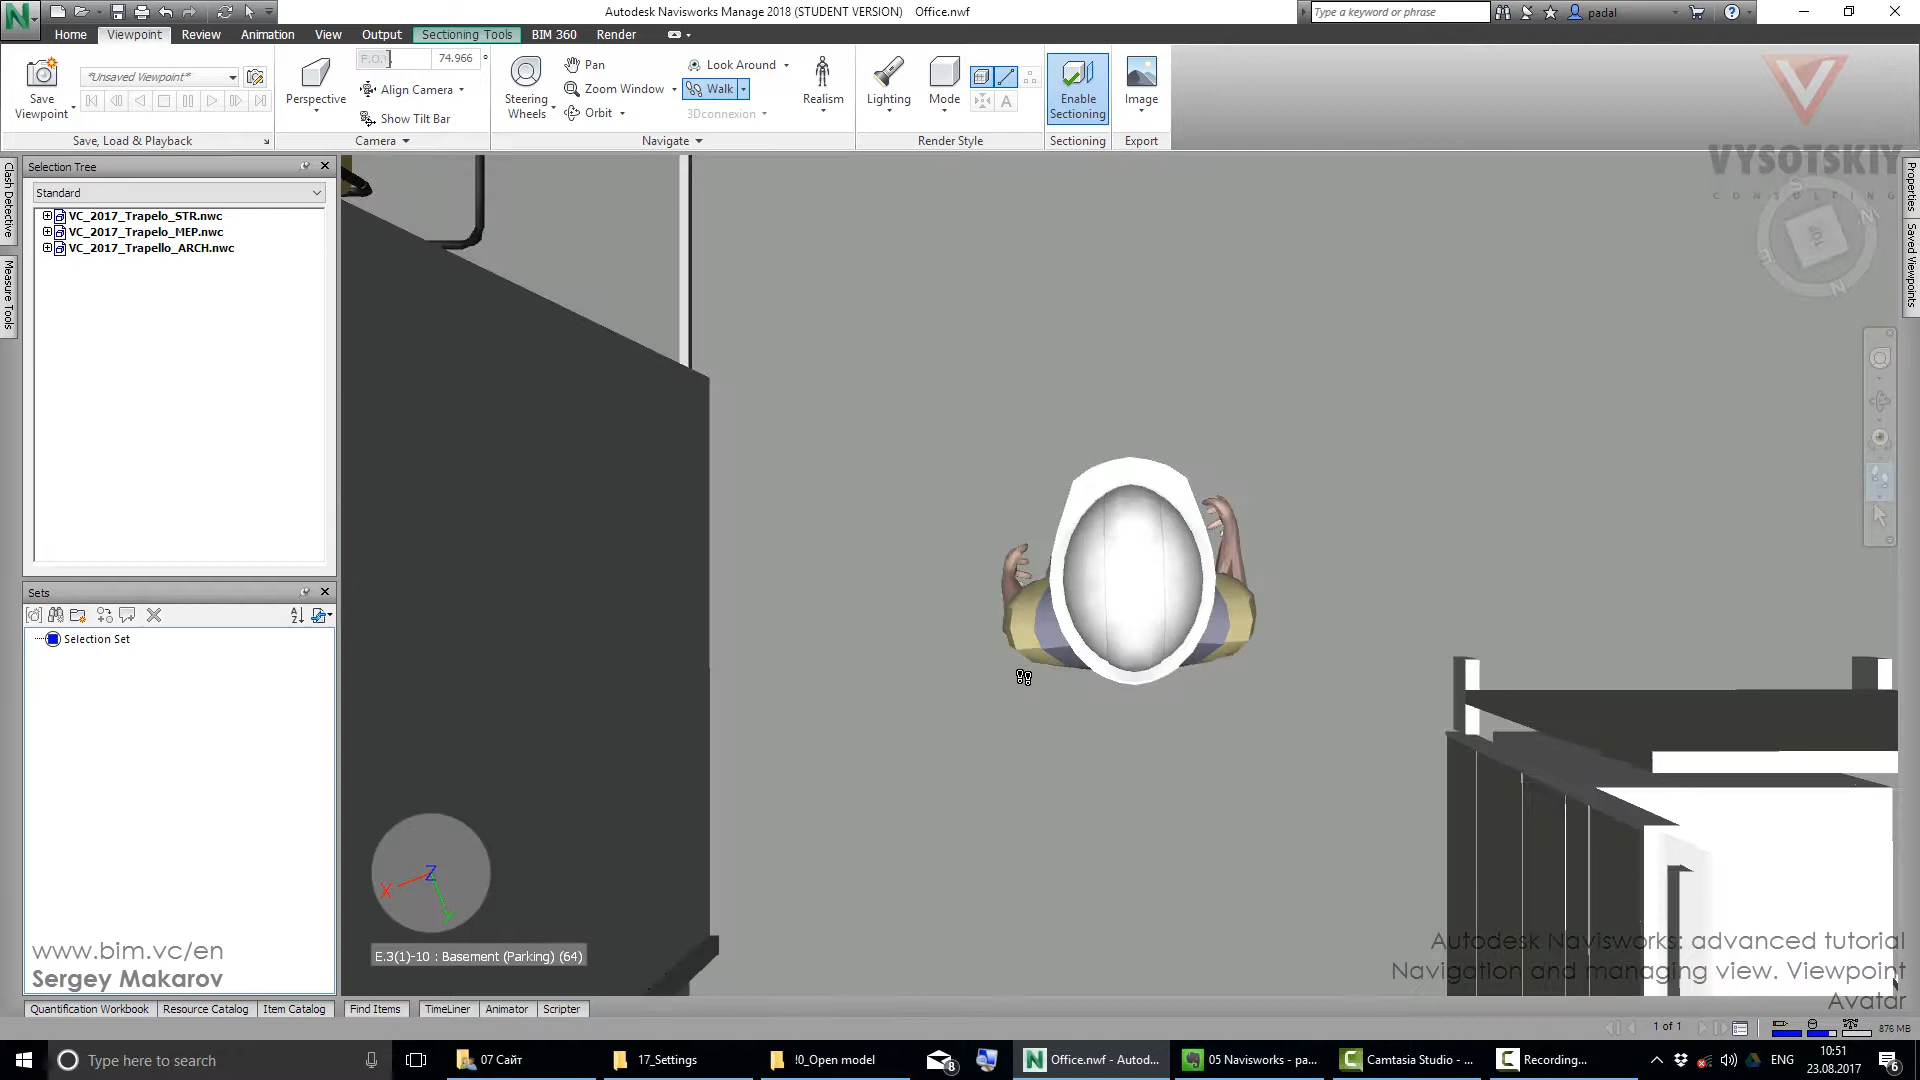 Autodesk Navisworks Manage 2018 (STUDENT VERSION) Office.nwf
Type a keyword or phrase
padal
Home Viewpoint Review Animation View Output Sectioning Tools BIM 360 Render
Save Viewpoint
*Unsaved Viewpoint*
Save, Load & Playback
Perspective
F.O.V.
74.966 °
Align Camera
Show Tilt Bar
Camera
Steering Wheels
Pan
Zoom Window
Orbit
Look Around
Walk
3Dconnexion
Navigate
Realism
Lighting
Mode
Render Style
Enable Sectioning
Sectioning
Image
Export
VYSOTSKIY
CONSULTING
Clash Detective
Measure Tools
Properties
Saved Viewpoints
Selection Tree
Standard
VC_2017_Trapelo_STR.nwc
VC_2017_Trapelo_MEP.nwc
VC_2017_Trapello_ARCH.nwc
TOP
Sets
Selection Set
X
Z
Y
E.3(1)-10 : Basement (Parking) (64)
www.bim.vc/en
Sergey Makarov
Autodesk Navisworks: advanced tutorial
Navigation and managing view. Viewpoint
Avatar
Quantification Workbook Resource Catalog Item Catalog Find Items TimeLiner Animator Scripter
1 of 1
876 MB
Type here to search
07 Сайт
17_Settings
!0_Open model
8
Office.nwf - Autod...
05 Navisworks - pa...
Camtasia Studio - ...
Recording...
ENG
10:51
23.08.2017
6